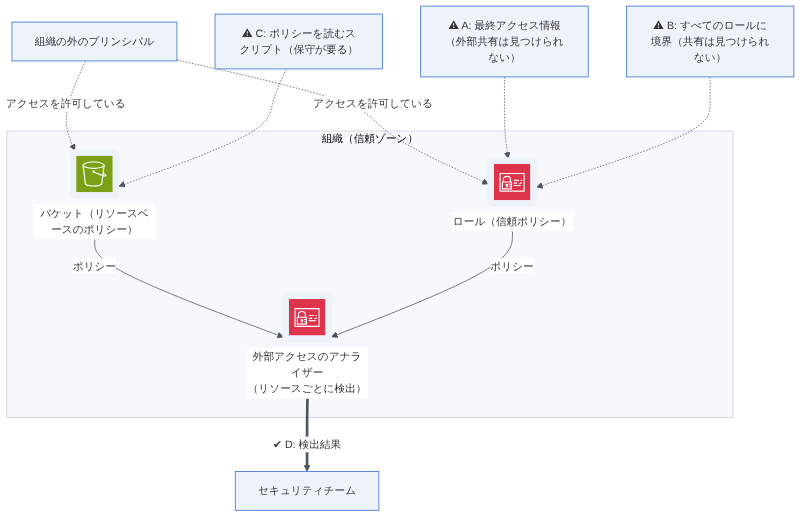 組織の外のプリンシパル
⚠ C: ポリシーを読むス
クリプト（保守が要る）
⚠ A: 最終アクセス情報
（外部共有は見つけられ
ない）
⚠ B: すべてのロールに
境界（共有は見つけられ
ない）
アクセスを許可している
アクセスを許可している
組織（信頼ゾーン）
バケット（リソースベ
ースのポリシー）
ロール（信頼ポリシー）
ポリシー
ポリシー
外部アクセスのアナラ
イザー
（リソースごとに検出）
✔ D: 検出結果
セキュリティチーム